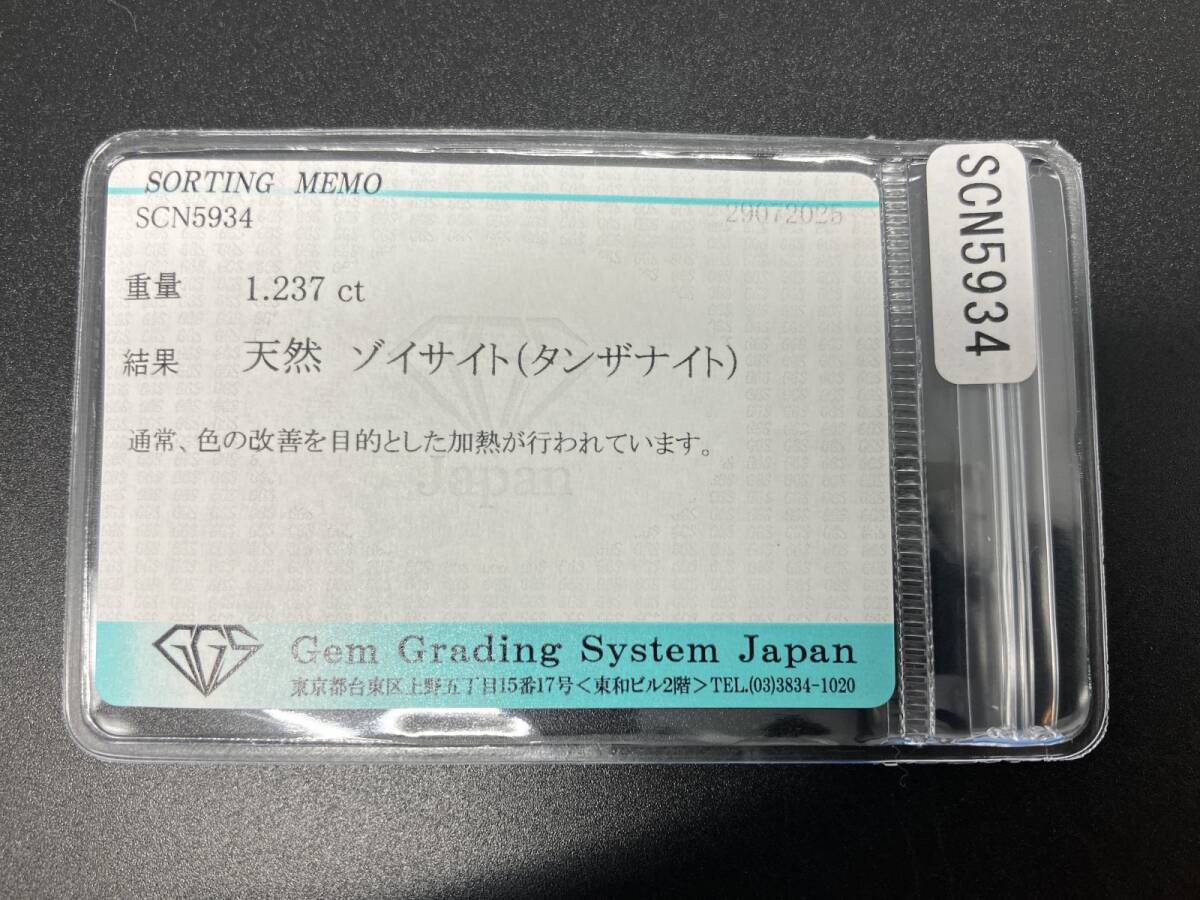 SORTING MEMO
SCN5934
29072025
重量 1.237 ct
結果 天然 ゾイサイト(タンザナイト)
通常、色の改善を目的とした加熱が行われています。
Japan
GGS
Gem Grading System Japan
東京都台東区上野五丁目15番17号<東和ビル2階>TEL.(03)3834-1020
SCN5934